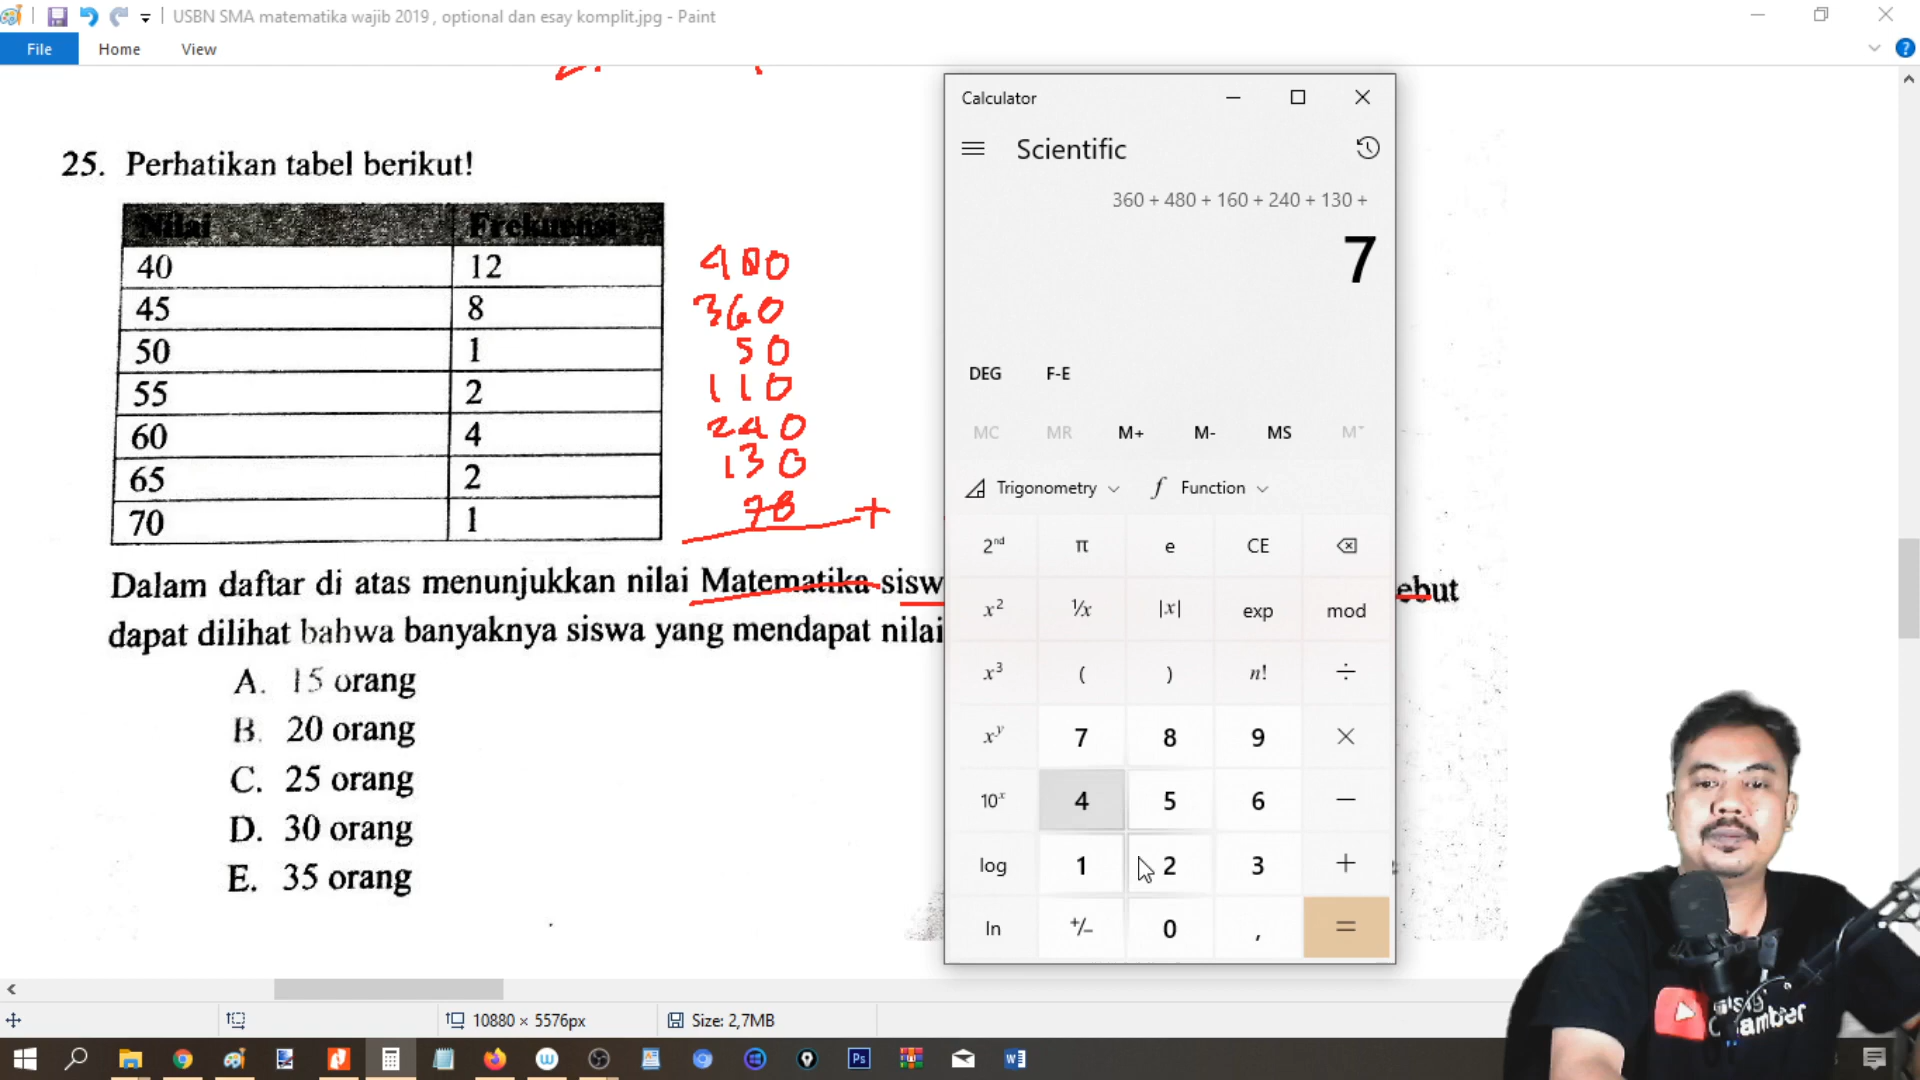 USBN SMA matematika wajib 2019 , optional dan esay komplit.jpg - Paint
File Home View
25. Perhatikan tabel berikut!
Nilai Frekuensi
40 12
45 8
50 1
55 2
60 4
65 2
70 1
480
360
50
110
240
130
70 +
Dalam daftar di atas menunjukkan nilai Matematika sisw
ebut
dapat dilihat bahwa banyaknya siswa yang mendapat nilai
A. 15 orang
B. 20 orang
C. 25 orang
D. 30 orang
E. 35 orang
Calculator
Scientific
360 + 480 + 160 + 240 + 130 +
7
DEG F-E
MC MR M+ M- MS M˅
Trigonometry Function
2nd π e CE
x² ¹/x |x| exp mod
x³ ( ) n! ÷
xʸ 7 8 9 ×
10ˣ 4 5 6 −
log 1 2 3 +
ln +/− 0 , =
10880 × 5576px Size: 2,7MB
Ps